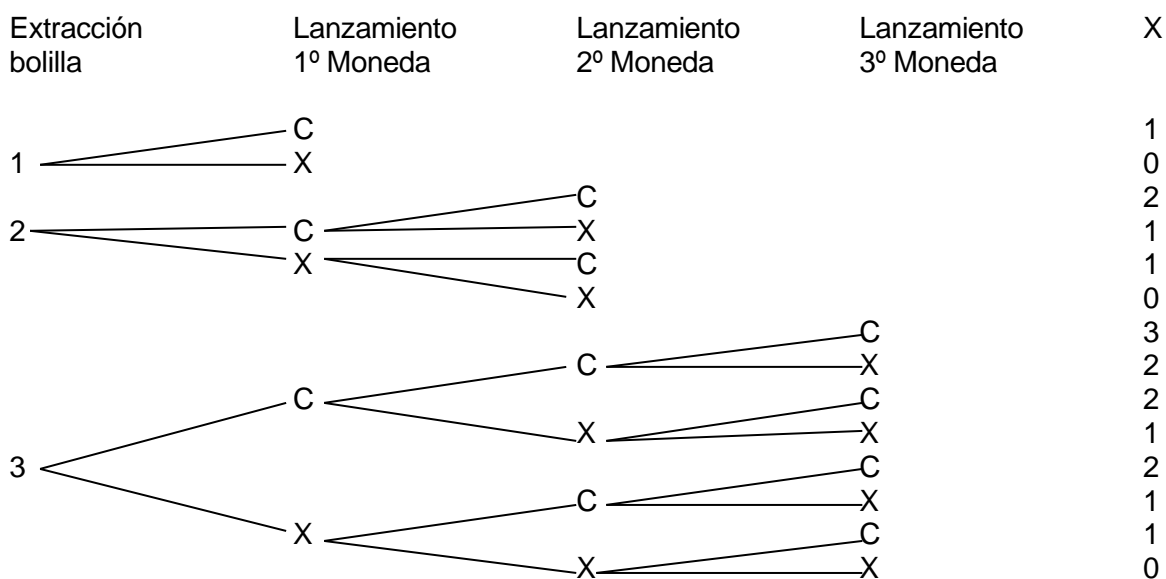 Extracción bolilla Lanzamiento 1º Moneda Lanzamiento 2º Moneda Lanzamiento 3º Moneda X
C 1
1 X 0
C 2
2 C X 1
X C 1
X 0
C 3
C X 2
C C 2
X X 1
3 C 2
C X 1
X C 1
X X 0